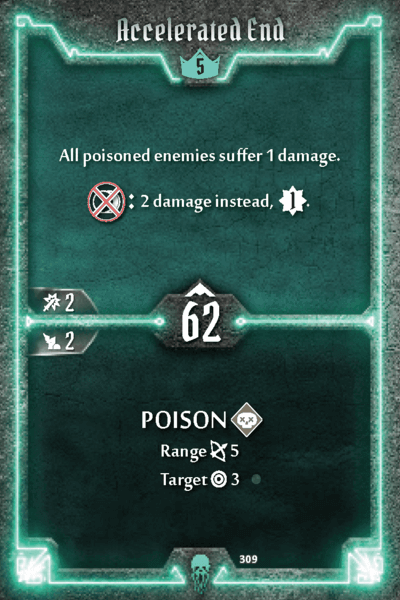 Accelerated End
5
All poisoned enemies suffer 1 damage.
: 2 damage instead, 1.
2
62
2
POISON
Range 5
Target 3
309